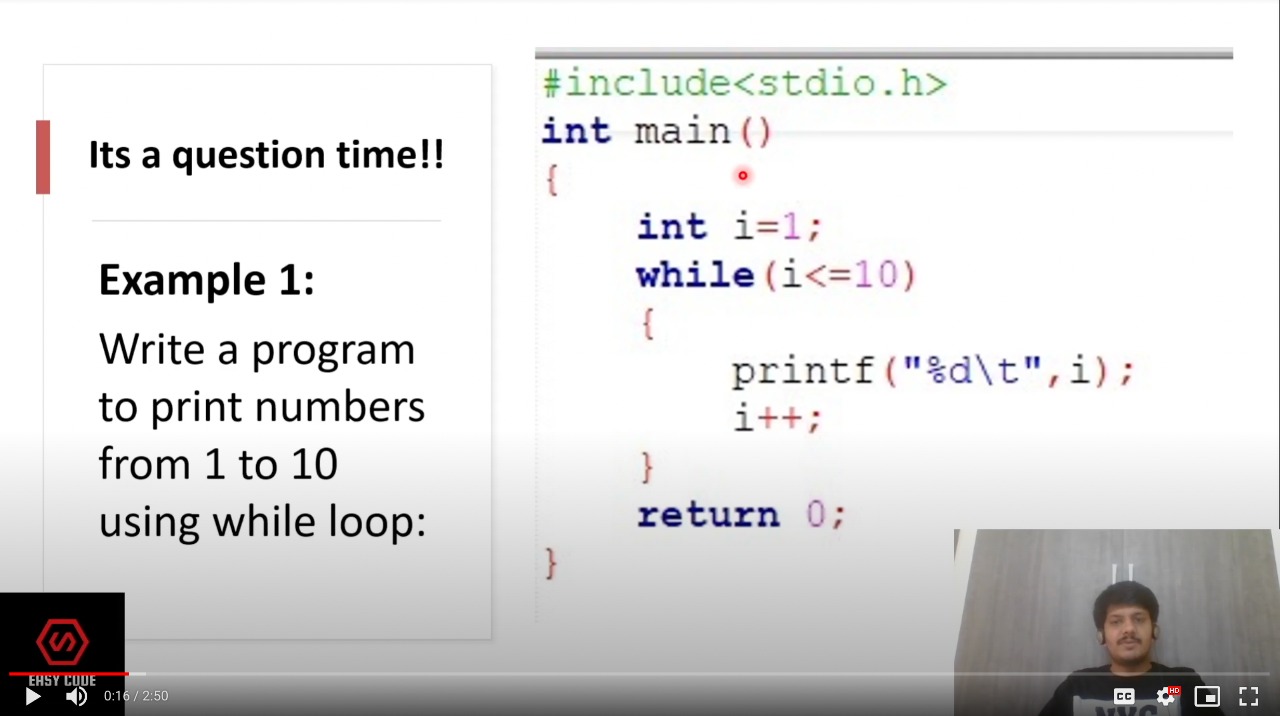 Its a question time!!
Example 1:
Write a program
to print numbers
from 1 to 10
using while loop:
#include<stdio.h>
int main()
{
int i=1;
while(i<=10)
{
printf("%d\t",i);
i++;
}
return 0;
}
EASY CODE
0:16 / 2:50
CC
HD